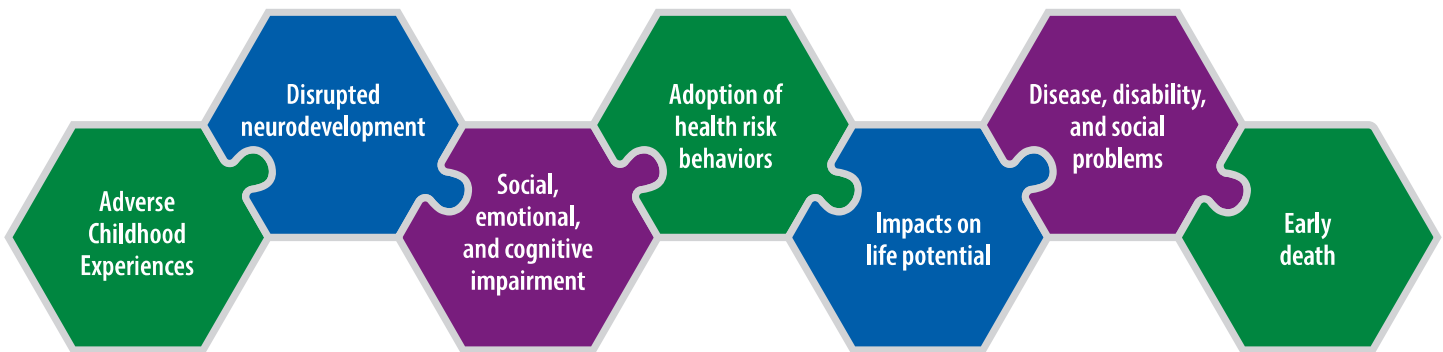 Adverse
Childhood
Experiences
Disrupted
neurodevelopment
Social,
emotional,
and cognitive
impairment
Adoption of
health risk
behaviors
Impacts on
life potential
Disease, disability,
and social
problems
Early
death